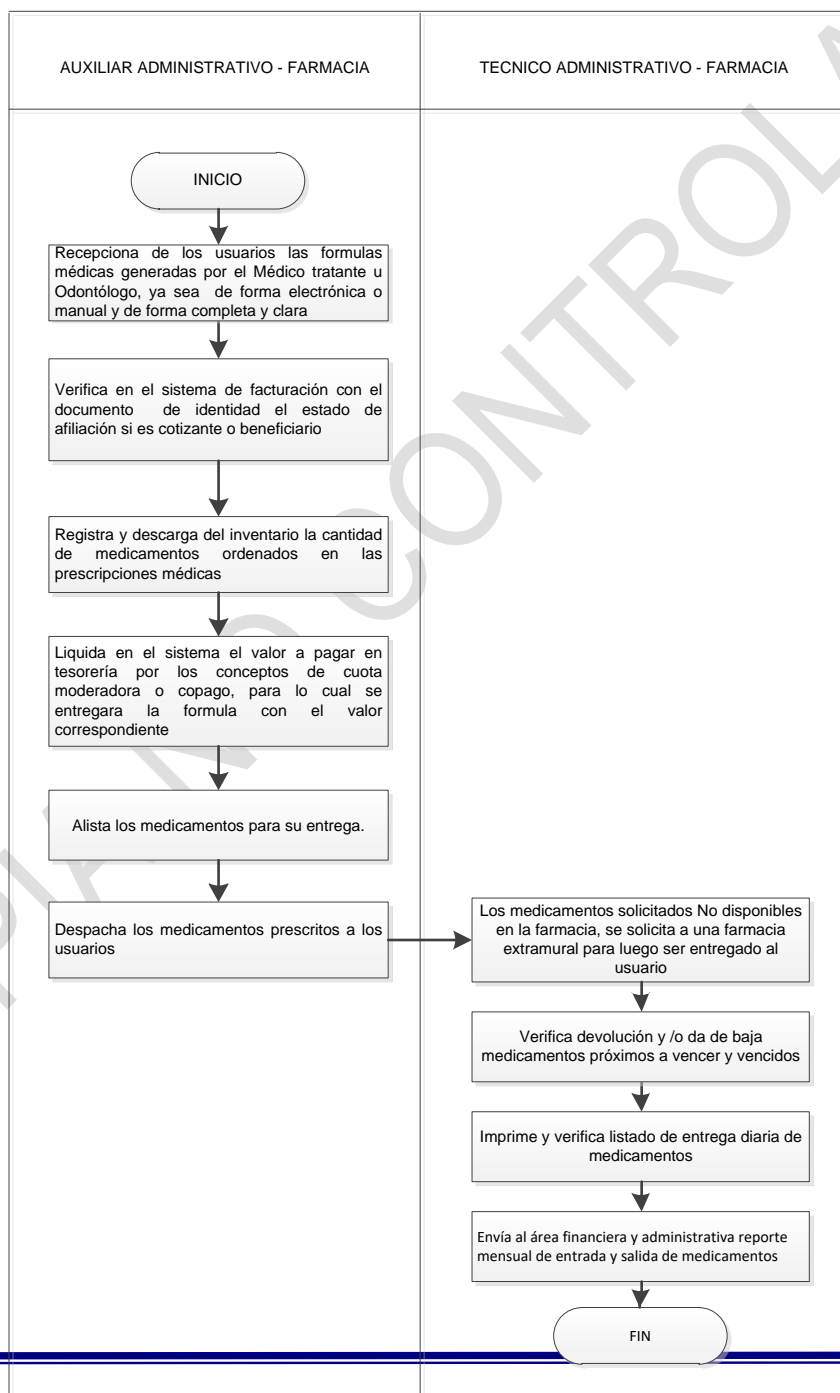 AUXILIAR ADMINISTRATIVO - FARMACIA
TECNICO ADMINISTRATIVO - FARMACIA
INICIO
Recepciona de los usuarios las formulas
médicas generadas por el Médico tratante u
Odontólogo, ya sea de forma electrónica o
manual y de forma completa y clara
Verifica en el sistema de facturación con el
documento de identidad el estado de
afiliación si es cotizante o beneficiario
Registra y descarga del inventario la cantidad
de medicamentos ordenados en las
prescripciones médicas
Liquida en el sistema el valor a pagar en
tesorería por los conceptos de cuota
moderadora o copago, para lo cual se
entregara la formula con el valor
correspondiente
Alista los medicamentos para su entrega.
Despacha los medicamentos prescritos a los
usuarios
Los medicamentos solicitados No disponibles
en la farmacia, se solicita a una farmacia
extramural para luego ser entregado al
usuario
Verifica devolución y /o da de baja
medicamentos próximos a vencer y vencidos
Imprime y verifica listado de entrega diaria de
medicamentos
Envía al área financiera y administrativa reporte
mensual de entrada y salida de medicamentos
FIN
PIA NO CONTROLA